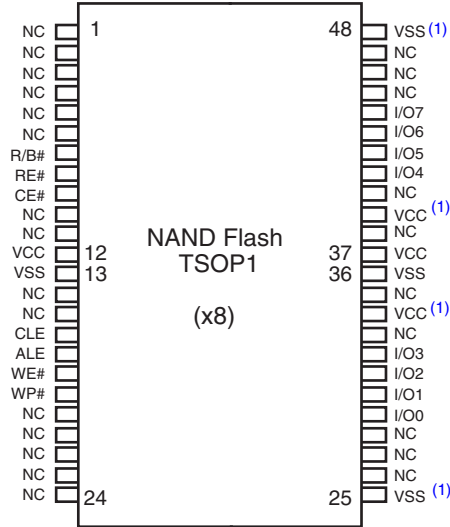 NC 1 48 VSS (1)
NC NC
NC NC
NC NC
NC I/O7
NC I/O6
R/B# I/O5
RE# I/O4
CE# NC
NC VCC (1)
NC NC
VCC 12 37 VCC
VSS 13 36 VSS
NAND Flash
TSOP1
(x8)
NC NC
NC VCC (1)
CLE NC
ALE I/O3
WE# I/O2
WP# I/O1
NC I/O0
NC NC
NC NC
NC NC
NC 24 25 VSS (1)